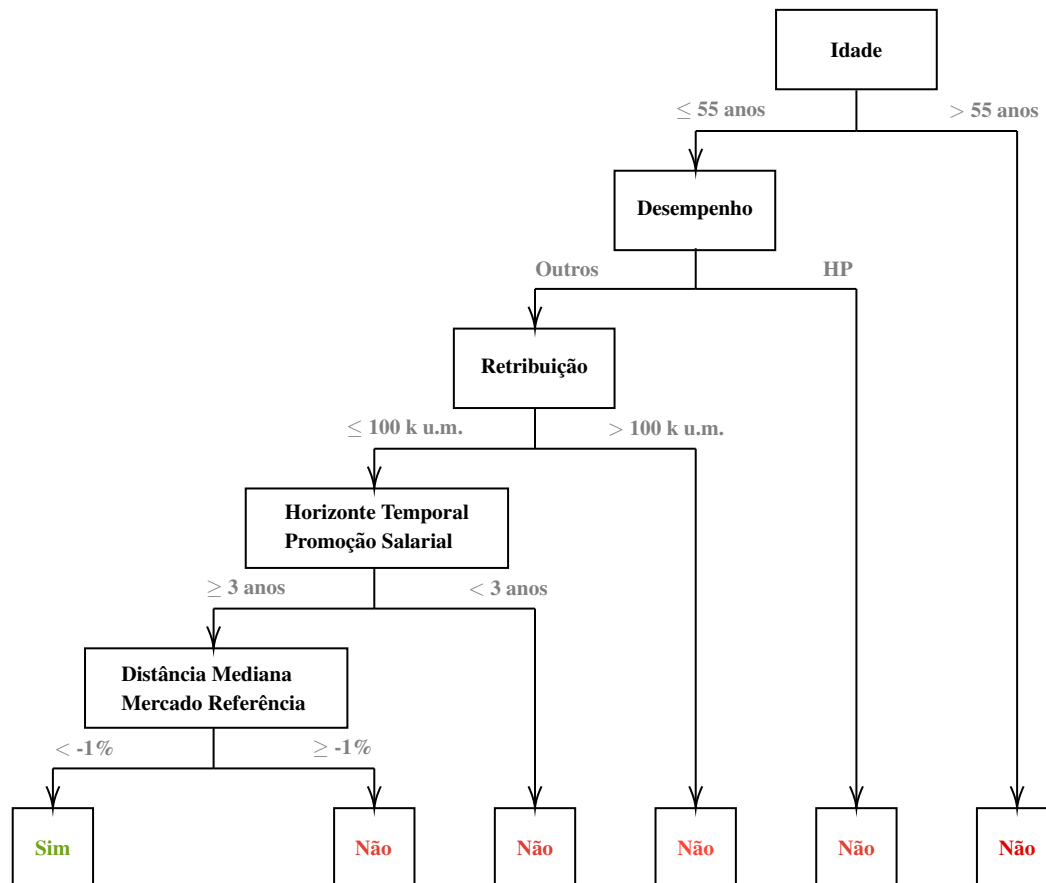 Idade
≤ 55 anos
> 55 anos
Desempenho
Outros
HP
Retribuição
≤ 100 k u.m.
> 100 k u.m.
Horizonte Temporal
Promoção Salarial
≥ 3 anos
< 3 anos
Distância Mediana
Mercado Referência
< -1%
≥ -1%
Sim
Não
Não
Não
Não
Não